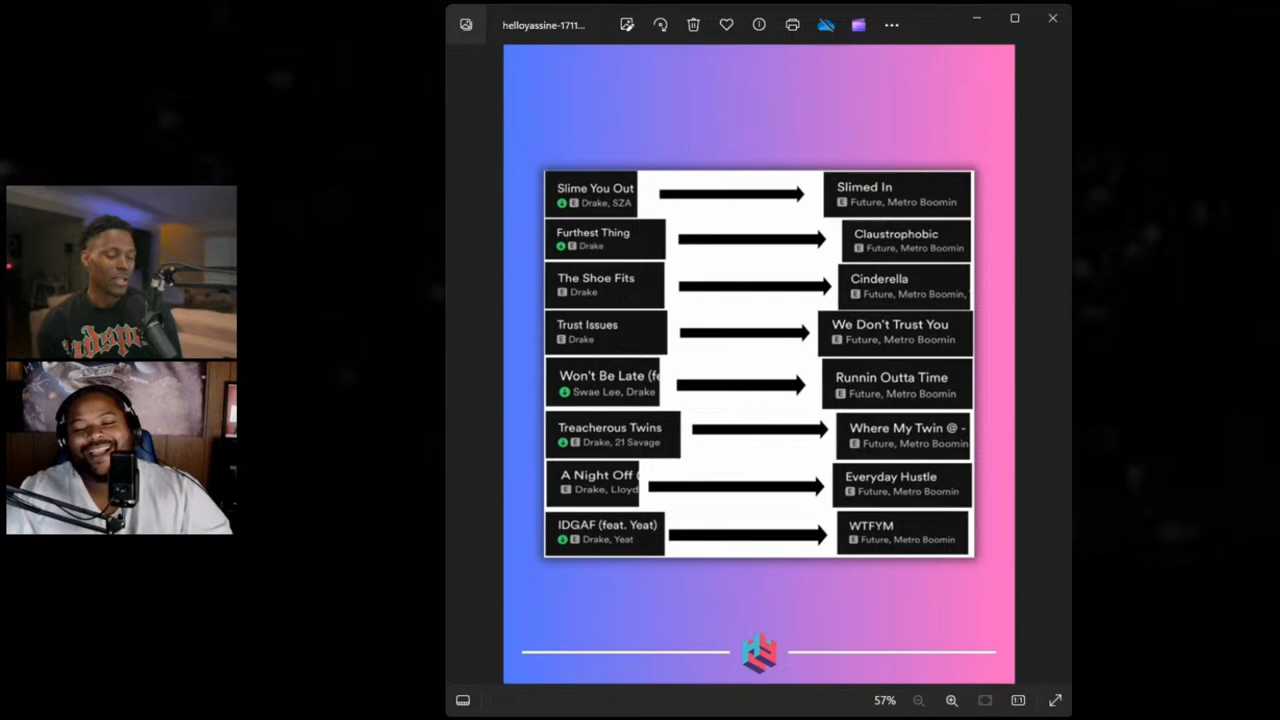 helloyassine-1711...
Slime You Out
E Drake, SZA
Slimed In
E Future, Metro Boomin
Furthest Thing
E Drake
Claustrophobic
E Future, Metro Boomin
The Shoe Fits
E Drake
Cinderella
E Future, Metro Boomin,
Trust Issues
E Drake
We Don't Trust You
E Future, Metro Boomin
Won't Be Late (fe
Swae Lee, Drake
Runnin Outta Time
E Future, Metro Boomin
Treacherous Twins
E Drake, 21 Savage
Where My Twin @ -
E Future, Metro Boomin
A Night Off (
E Drake, Lloyd
Everyday Hustle
E Future, Metro Boomin
IDGAF (feat. Yeat)
E Drake, Yeat
WTFYM
E Future, Metro Boomin
57%
1:1